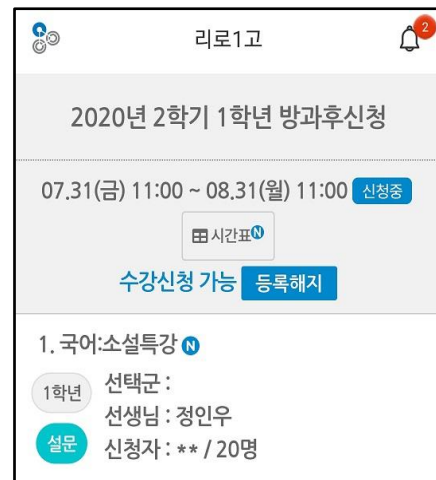 리로1고
2
2020년 2학기 1학년 방과후신청
07.31(금) 11:00 ~ 08.31(월) 11:00 신청중
시간표 N
수강신청 가능 등록해지
1. 국어:소설특강 N
1학년 선택군 :
선생님 : 정인우
설문 신청자 : ** / 20명